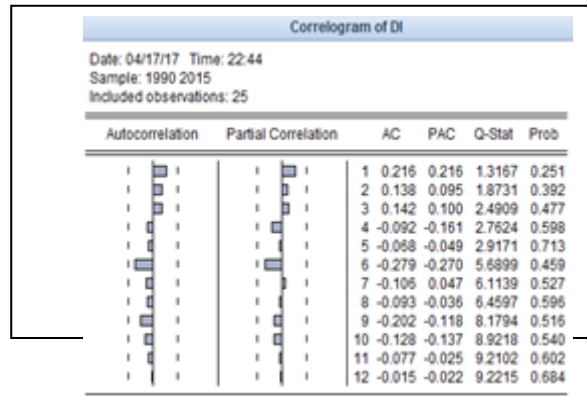 Correlogram of DI
Date: 04/17/17 Time: 22:44
Sample: 1990 2015
Included observations: 25
Autocorrelation Partial Correlation AC PAC Q-Stat Prob
1 0.216 0.216 1.3167 0.251
2 0.138 0.095 1.8731 0.392
3 0.142 0.100 2.4909 0.477
4 -0.092 -0.161 2.7624 0.598
5 -0.068 -0.049 2.9171 0.713
6 -0.279 -0.270 5.6899 0.459
7 -0.106 0.047 6.1139 0.527
8 -0.093 -0.036 6.4597 0.596
9 -0.202 -0.118 8.1794 0.516
10 -0.128 -0.137 8.9218 0.540
11 -0.077 -0.025 9.2102 0.602
12 -0.015 -0.022 9.2215 0.684